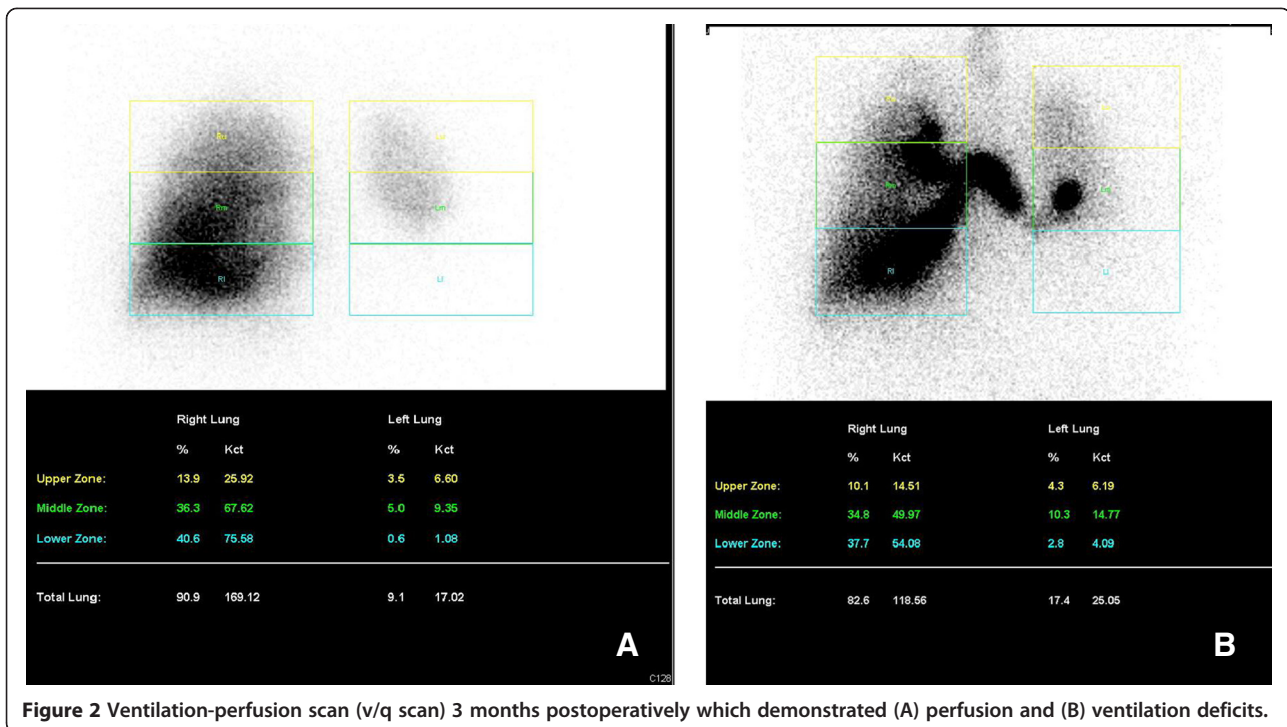 Right Lung Left Lung
% Kct % Kct
Upper Zone: 13.9 25.92 3.5 6.60
Middle Zone: 36.3 67.62 5.0 9.35
Lower Zone: 40.6 75.58 0.6 1.08
Total Lung: 90.9 169.12 9.1 17.02
A
C128
Rm
Rl
Ll
Right Lung Left Lung
% Kct % Kct
Upper Zone: 10.1 14.51 4.3 6.19
Middle Zone: 34.8 49.97 10.3 14.77
Lower Zone: 37.7 54.08 2.8 4.09
Total Lung: 82.6 118.56 17.4 25.05
B
Rl
Figure 2 Ventilation-perfusion scan (v/q scan) 3 months postoperatively which demonstrated (A) perfusion and (B) ventilation deficits.